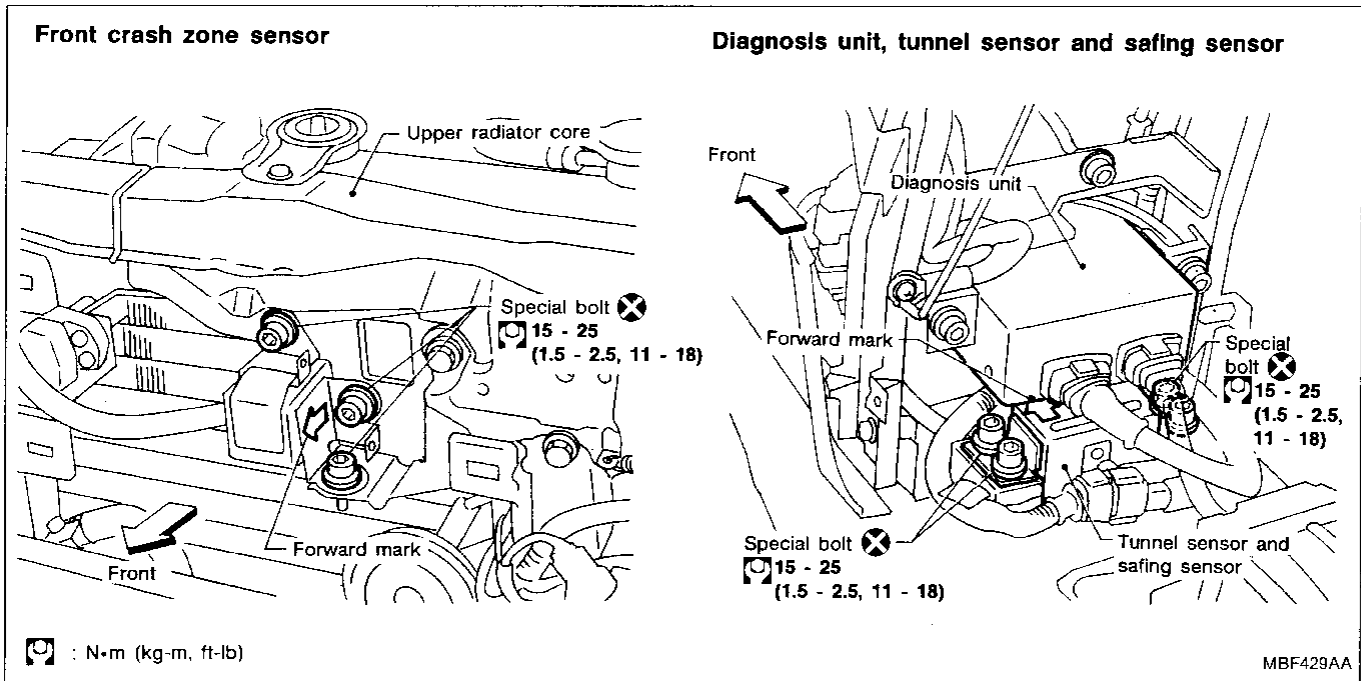 Front crash zone sensor
Upper radiator core
Special bolt
15 - 25
(1.5 - 2.5, 11 - 18)
Forward mark
Front
Diagnosis unit, tunnel sensor and safing sensor
Front
Diagnosis unit
Forward mark
Special
bolt
15 - 25
(1.5 - 2.5,
11 - 18)
Special bolt
15 - 25
(1.5 - 2.5, 11 - 18)
Tunnel sensor and
safing sensor
: N•m (kg-m, ft-lb)
MBF429AA